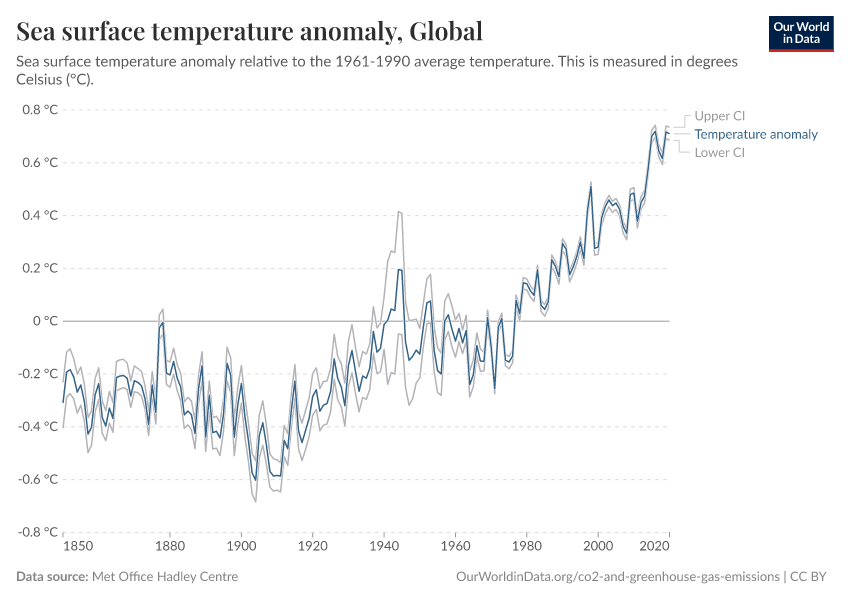 Sea surface temperature anomaly, Global
Our World
in Data
Sea surface temperature anomaly relative to the 1961-1990 average temperature. This is measured in degrees
Celsius (°C).
0.8 °C
0.6 °C
0.4 °C
0.2 °C
0 °C
-0.2 °C
-0.4 °C
-0.6 °C
-0.8 °C
Upper CI
Temperature anomaly
Lower CI
1850 1880 1900 1920 1940 1960 1980 2000 2020
Data source: Met Office Hadley Centre
OurWorldinData.org/co2-and-greenhouse-gas-emissions | CC BY